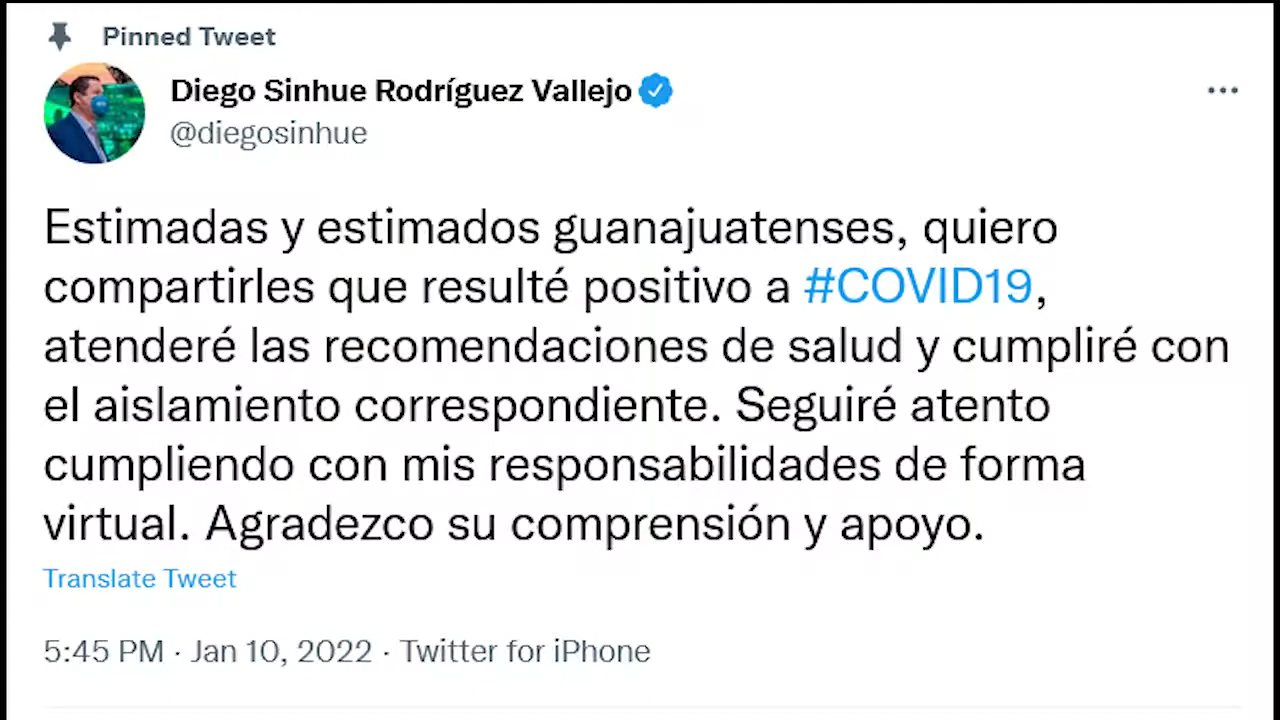 Pinned Tweet
Diego Sinhue Rodríguez Vallejo
@diegosinhue
Estimadas y estimados guanajuatenses, quiero
compartirles que resulté positivo a #COVID19,
atenderé las recomendaciones de salud y cumpliré con
el aislamiento correspondiente. Seguiré atento
cumpliendo con mis responsabilidades de forma
virtual. Agradezco su comprensión y apoyo.
Translate Tweet
5:45 PM · Jan 10, 2022 · Twitter for iPhone